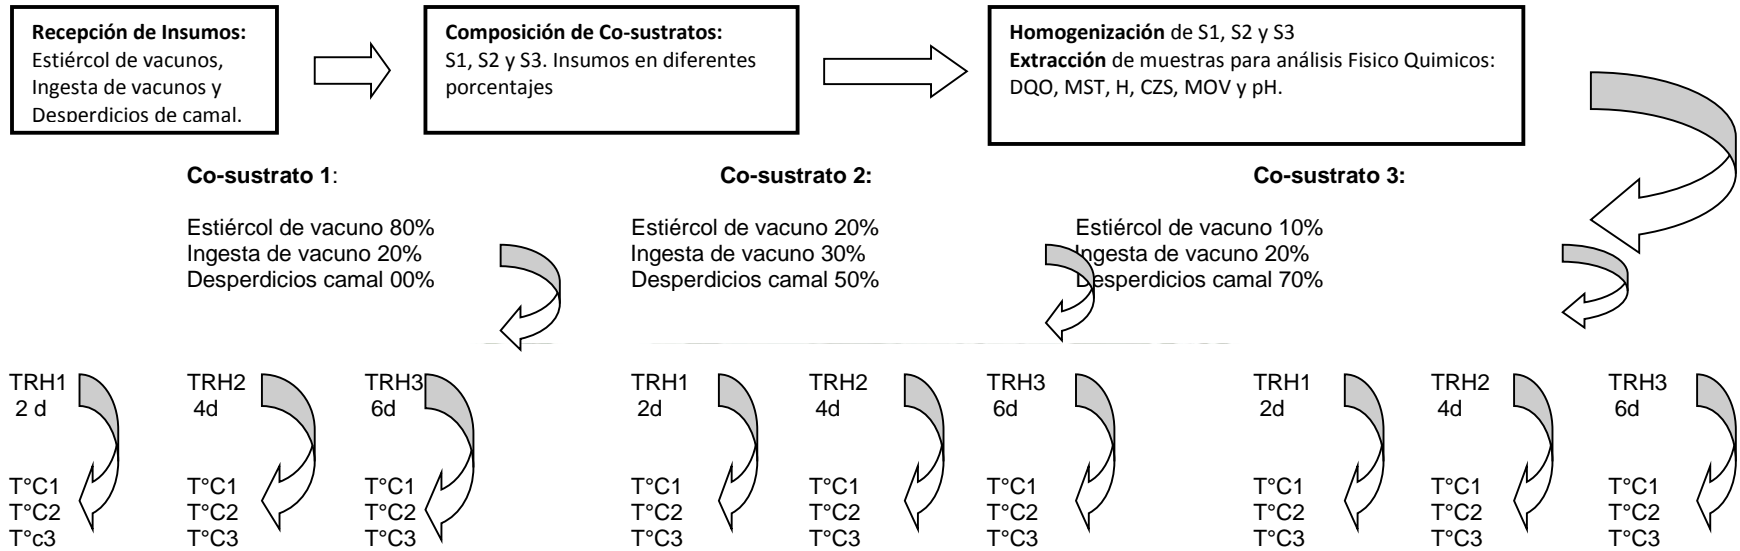 Recepción de Insumos:
Estiércol de vacunos,
Ingesta de vacunos y
Desperdicios de camal.
Composición de Co-sustratos:
S1, S2 y S3. Insumos en diferentes
porcentajes
Homogenización de S1, S2 y S3
Extracción de muestras para análisis Fisico Quimicos:
DQO, MST, H, CZS, MOV y pH.
Co-sustrato 1:
Estiércol de vacuno 80%
Ingesta de vacuno 20%
Desperdicios camal 00%
Co-sustrato 2:
Estiércol de vacuno 20%
Ingesta de vacuno 30%
Desperdicios camal 50%
Co-sustrato 3:
Estiércol de vacuno 10%
Ingesta de vacuno 20%
Desperdicios camal 70%
TRH1
2 d
T°C1
T°C2
T°c3
TRH2
4d
T°C1
T°C2
T°C3
TRH3
6d
T°C1
T°C2
T°C3
TRH1
2d
T°C1
T°C2
T°C3
TRH2
4d
T°C1
T°C2
T°C3
TRH3
6d
T°C1
T°C2
T°C3
TRH1
2d
T°C1
T°C2
T°C3
TRH2
4d
T°C1
T°C2
T°C3
TRH3
6d
T°C1
T°C2
T°C3